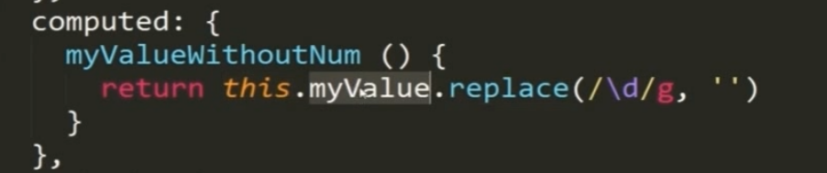 computed: {
myValueWithoutNum () {
return this.myValue.replace(/\d/g, '')
}
},